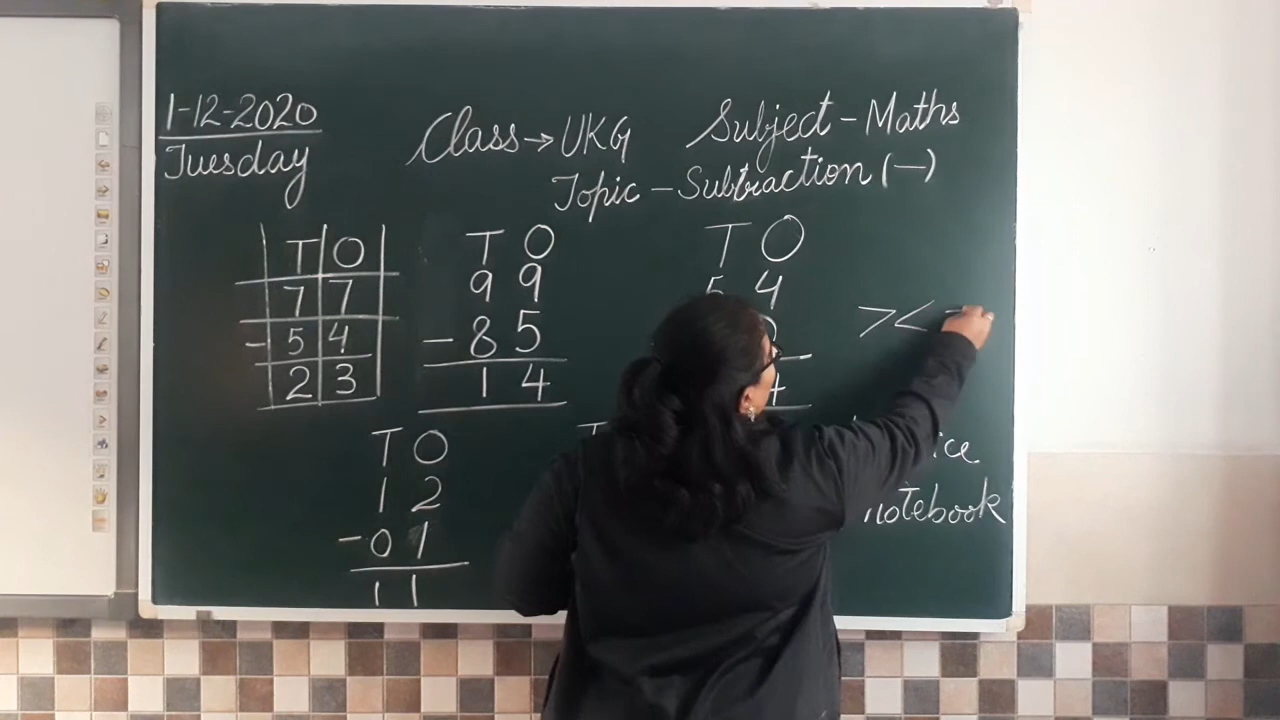 1-12-2020
Tuesday
Class → UKG
Subject - Maths
Topic - Subtraction (-)
T O
7 7
- 5 4
2 3
T O
9 9
- 8 5
1 4
T O
5 4
> <
T O
1 2
- 0 1
1 1
T
notebook